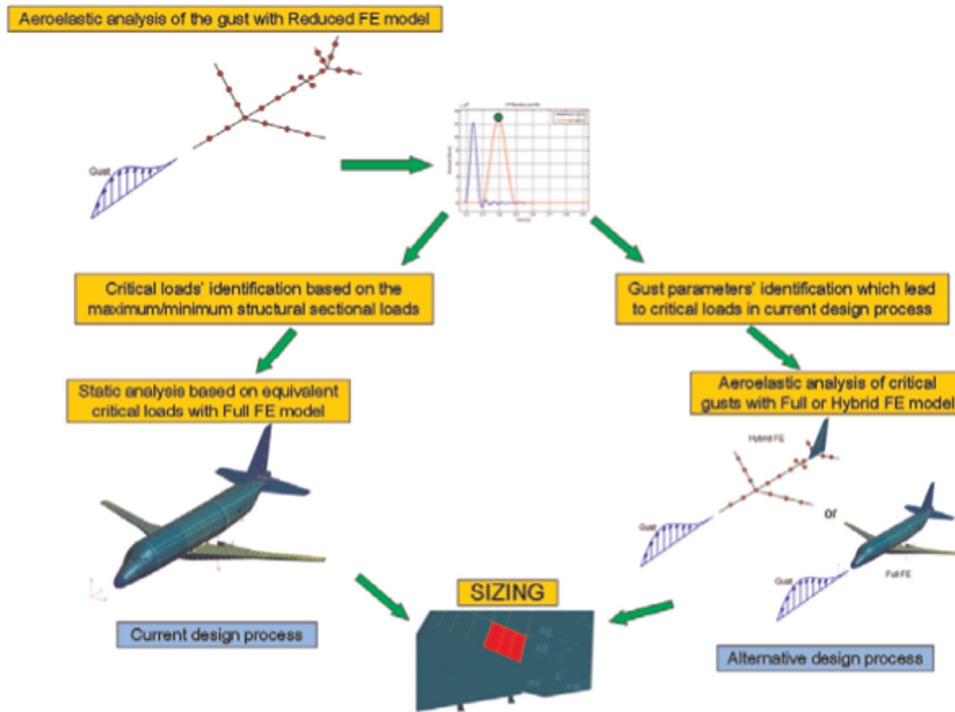 Aeroelastic analysis of the gust with Reduced FE model
Gust
Critical loads' identification based on the
maximum/minimum structural sectional loads
Gust parameters' identification which lead
to critical loads in current design process
Static analysis based on equivalent
critical loads with Full FE model
Aeroelastic analysis of critical
gusts with Full or Hybrid FE model
Hybrid FE
Gust
or
Full FE
Gust
SIZING
Current design process
Alternative design process